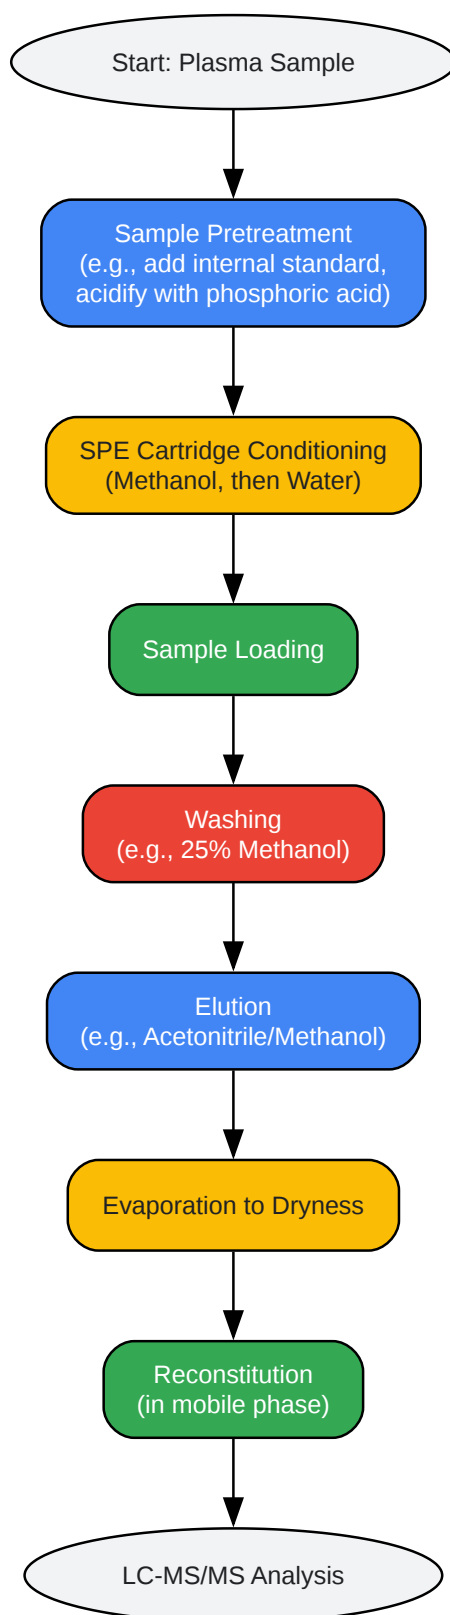 Start: Plasma Sample
Sample Pretreatment
(e.g., add internal standard,
acidify with phosphoric acid)
SPE Cartridge Conditioning
(Methanol, then Water)
Sample Loading
Washing
(e.g., 25% Methanol)
Elution
(e.g., Acetonitrile/Methanol)
Evaporation to Dryness
Reconstitution
(in mobile phase)
LC-MS/MS Analysis